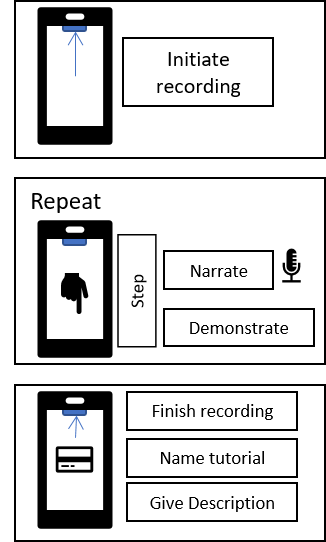 Initiate
recording
Repeat
Step
Narrate
Demonstrate
Finish recording
Name tutorial
Give Description